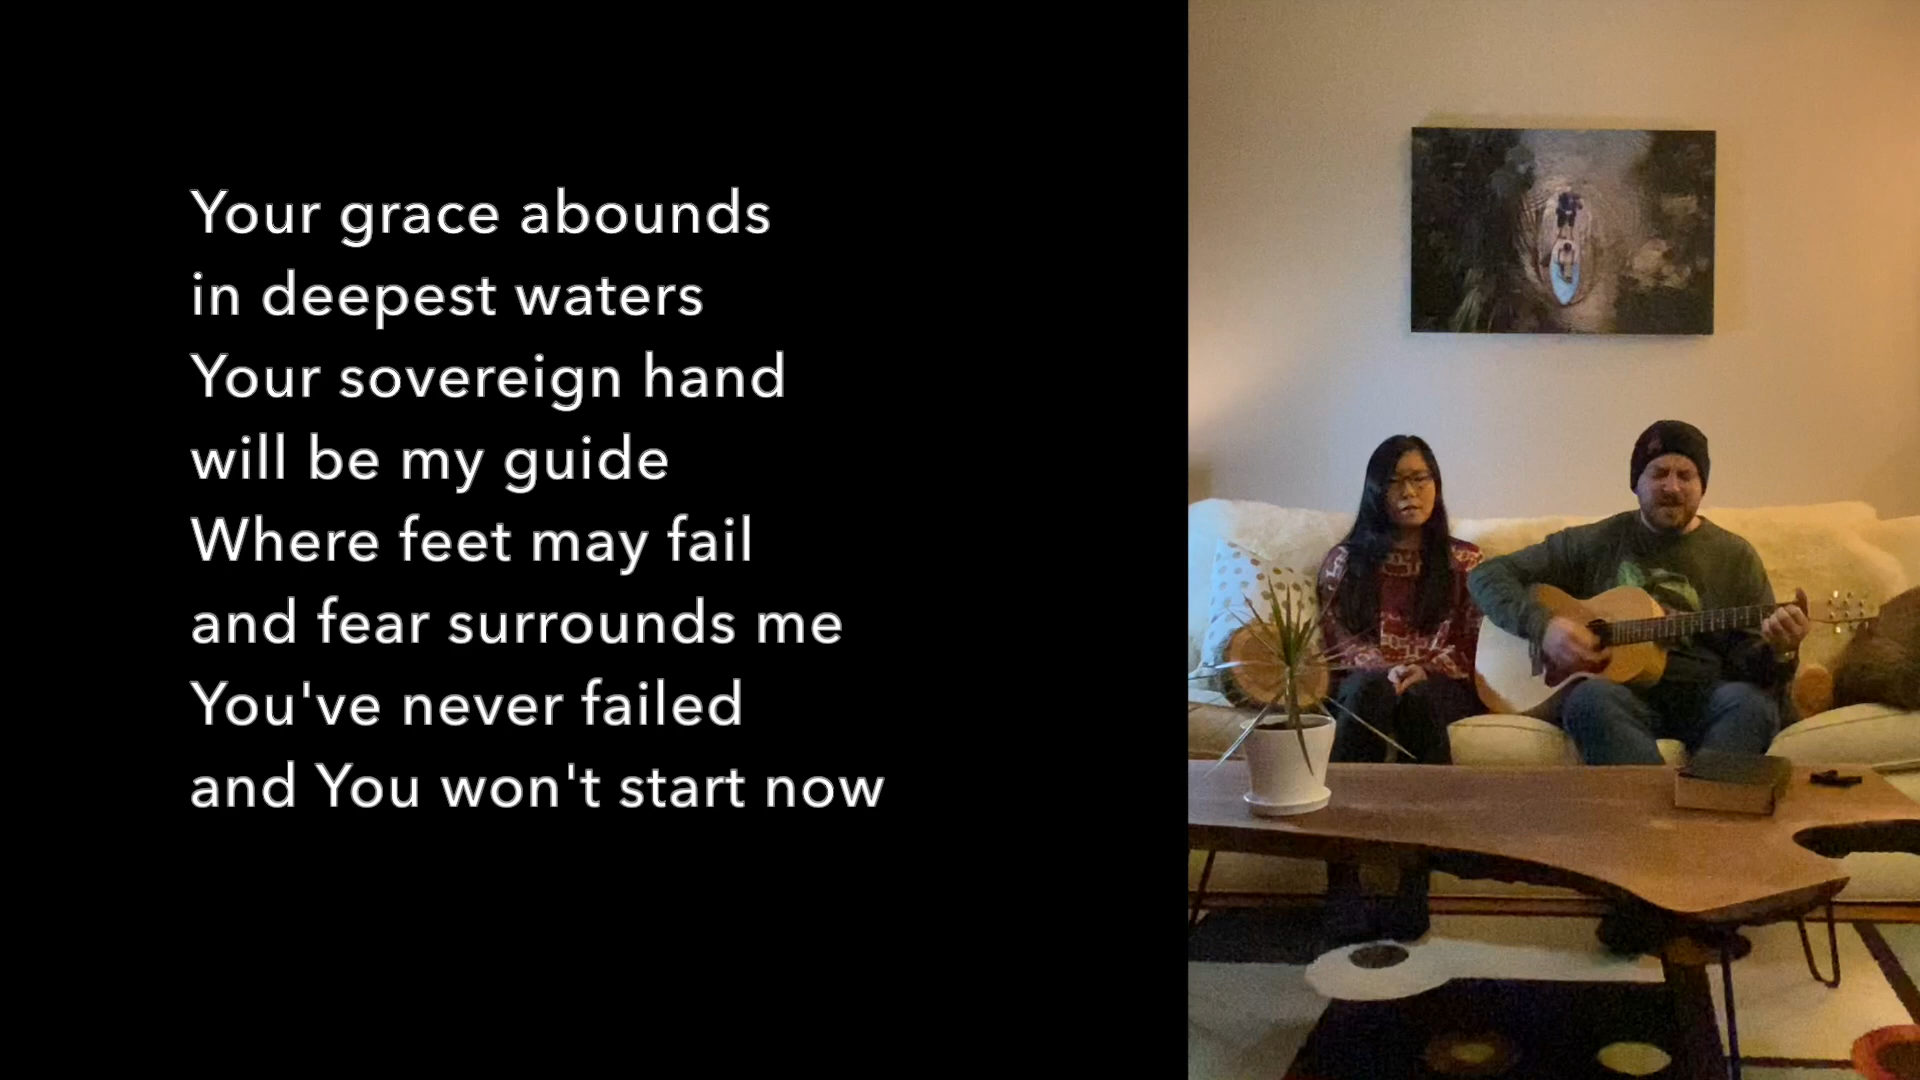 Your grace abounds
in deepest waters
Your sovereign hand
will be my guide
Where feet may fail
and fear surrounds me
You've never failed
and You won't start now